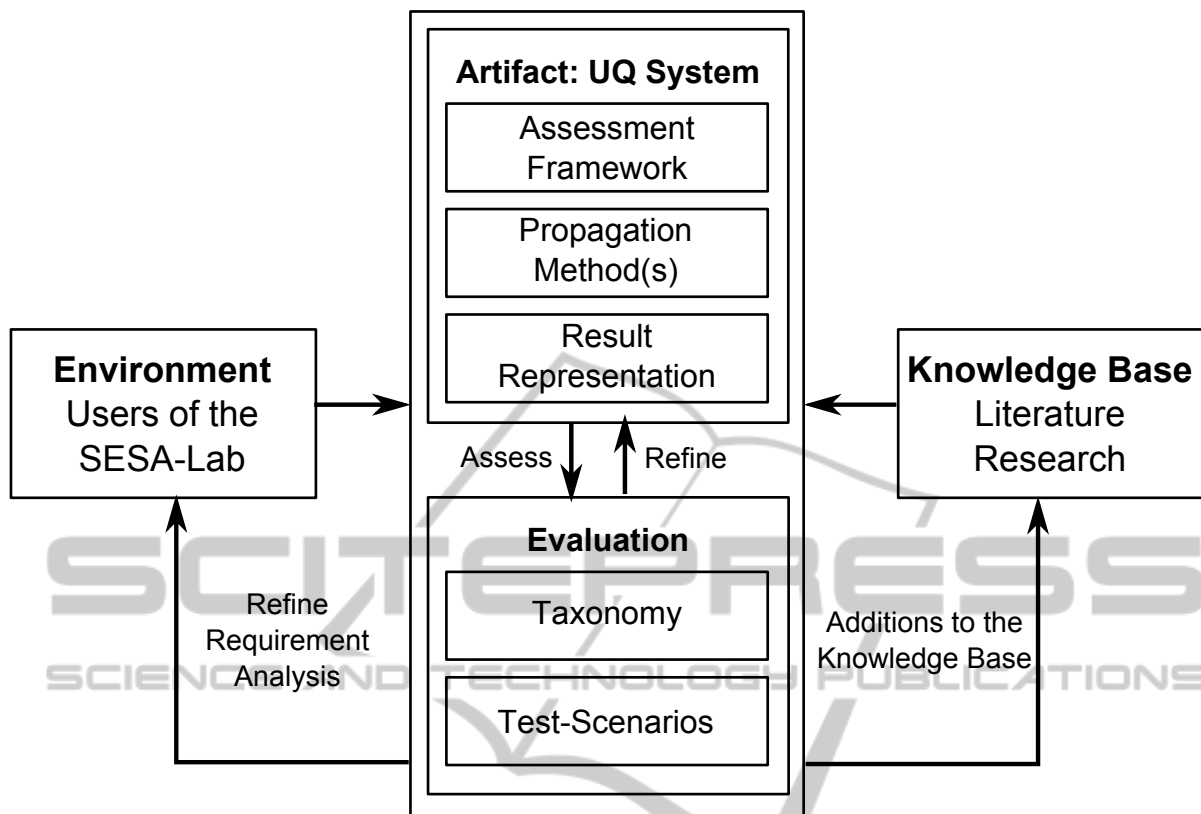 Artifact: UQ System
Assessment
Framework
Propagation
Method(s)
Result
Representation
Environment
Users of the
SESA-Lab
Knowledge Base
Literature
Research
Assess
Refine
Evaluation
Taxonomy
Test-Scenarios
Refine
Requirement
Analysis
Additions to the
Knowledge Base
SCITEPRESS
SCIENCE AND TECHNOLOGY PUBLICATIONS